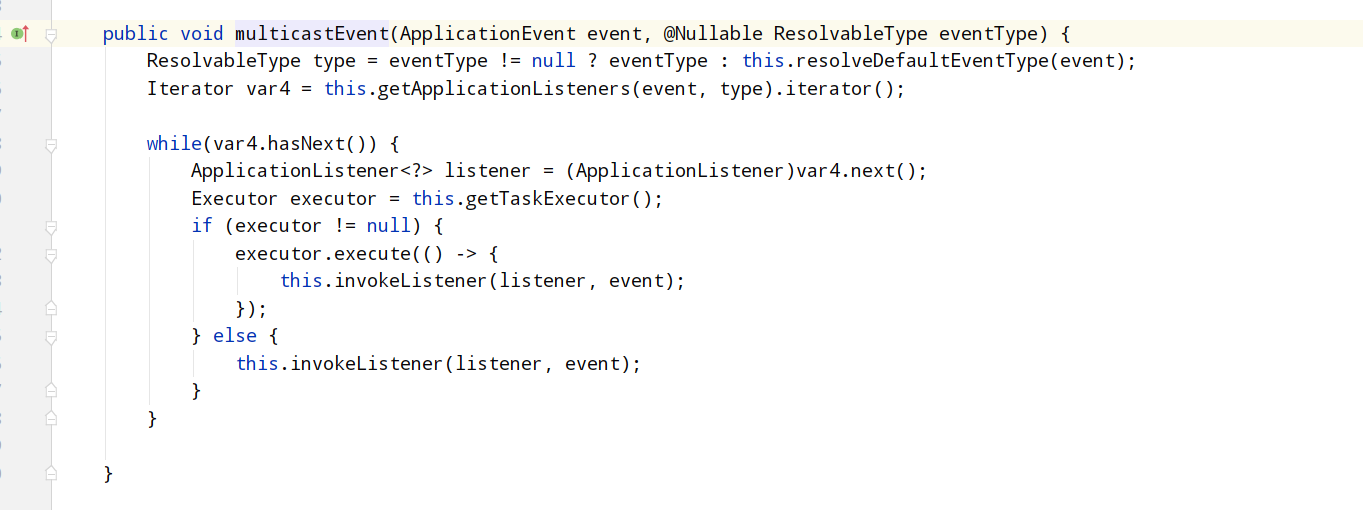 public void multicastEvent(ApplicationEvent event, @Nullable ResolvableType eventType) {
ResolvableType type = eventType != null ? eventType : this.resolveDefaultEventType(event);
Iterator var4 = this.getApplicationListeners(event, type).iterator();
while(var4.hasNext()) {
ApplicationListener<?> listener = (ApplicationListener)var4.next();
Executor executor = this.getTaskExecutor();
if (executor != null) {
executor.execute(() -> {
this.invokeListener(listener, event);
});
} else {
this.invokeListener(listener, event);
}
}
}